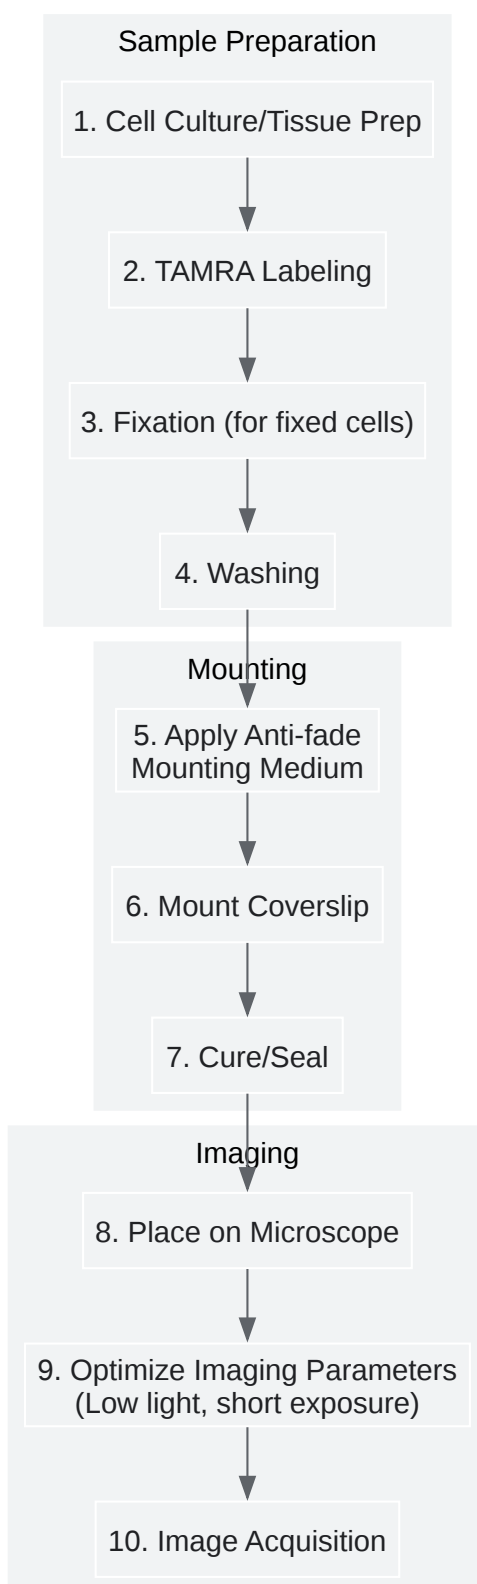 Sample Preparation
1. Cell Culture/Tissue Prep
2. TAMRA Labeling
3. Fixation (for fixed cells)
4. Washing
Mounting
5. Apply Anti-fade
Mounting Medium
6. Mount Coverslip
7. Cure/Seal
Imaging
8. Place on Microscope
9. Optimize Imaging Parameters
(Low light, short exposure)
10. Image Acquisition